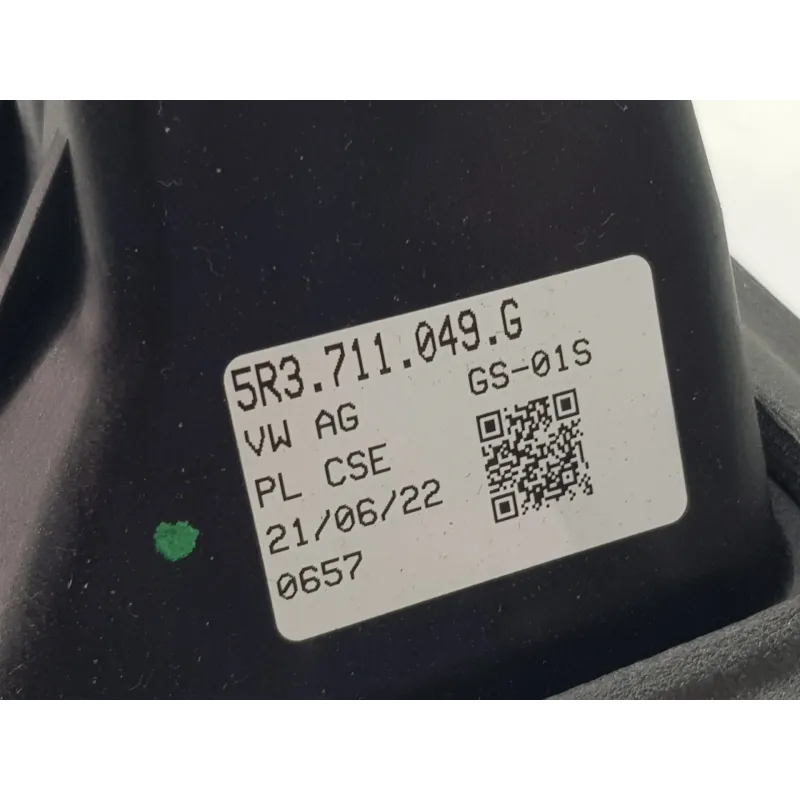 5R3.711.049.G
VW AG
GS-01S
PL CSE
21/06/22
0657